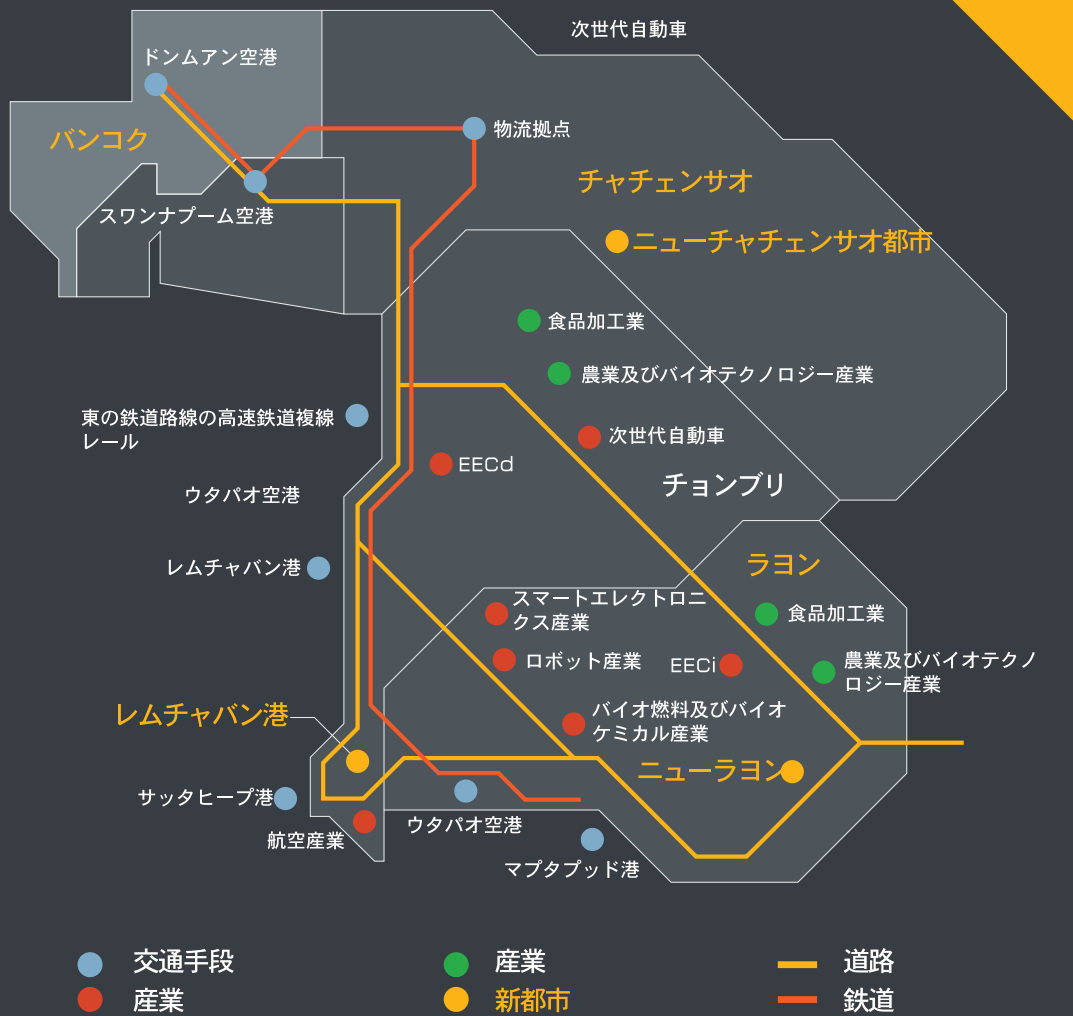 次世代自動車
ドンムアン空港
バンコク
物流拠点
チャチェンサオ
スワンナプーム空港
ニューチャチェンサオ都市
食品加工業
農業及びバイオテクノロジー産業
東の鉄道路線の高速鉄道複線
レール
次世代自動車
EECd
チョンブリ
ウタパオ空港
レムチャバン港
ラヨン
スマートエレクトロニ
クス産業
食品加工業
ロボット産業
EECi
農業及びバイオテクノ
ロジー産業
レムチャバン港
バイオ燃料及びバイオ
ケミカル産業
ニューラヨン
サッタヒープ港
ウタパオ空港
航空産業
マプタプッド港
交通手段
産業
道路
産業
新都市
鉄道